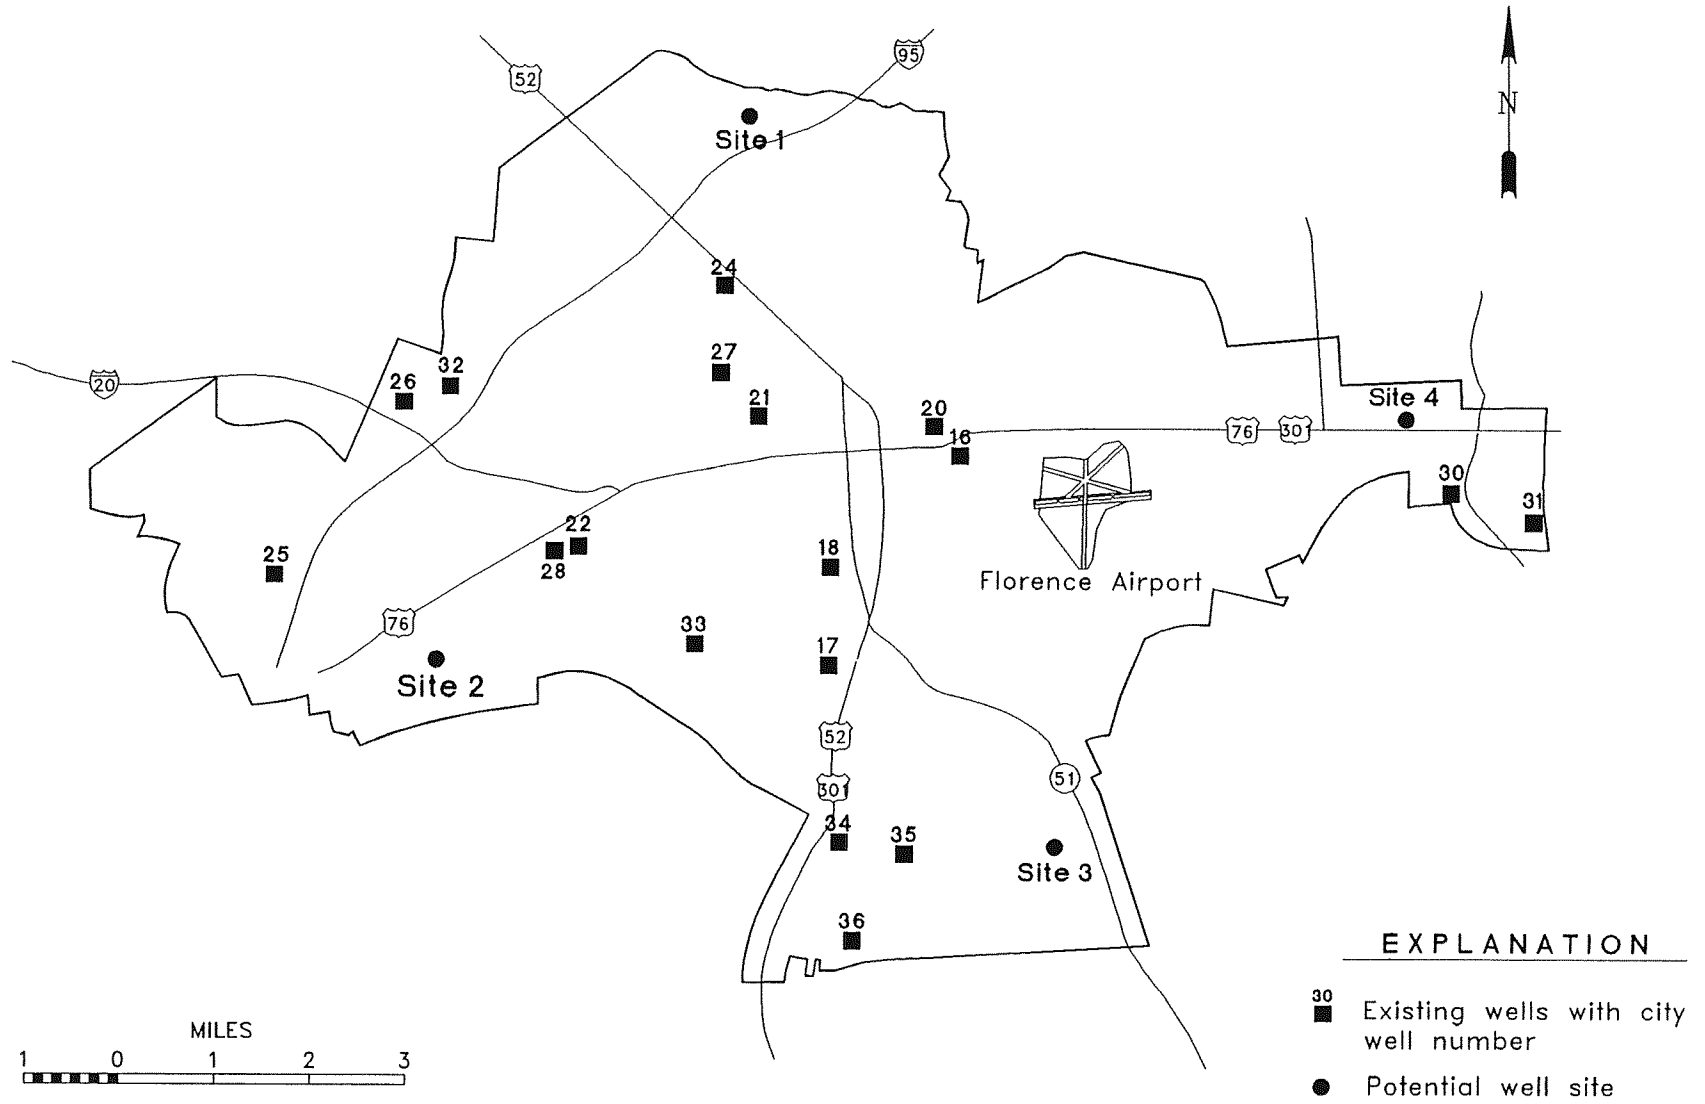 52
95
N
Site 1
24
27
21
20
16
32
26
20
76
301
Site 4
30
31
22
28
25
18
Florence Airport
76
33
17
Site 2
52
301
51
34
35
Site 3
36
EXPLANATION
30
Existing wells with city
well number
Potential well site
MILES
1 0 1 2 3